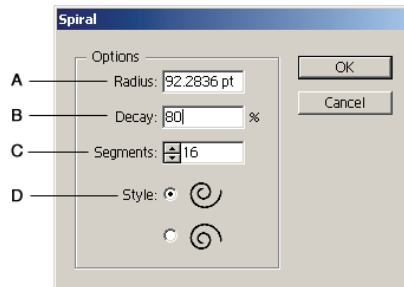 Spiral
Options
A Radius: 92.2836 pt
OK
B Decay: 80 %
Cancel
C Segments: 16
D Style: